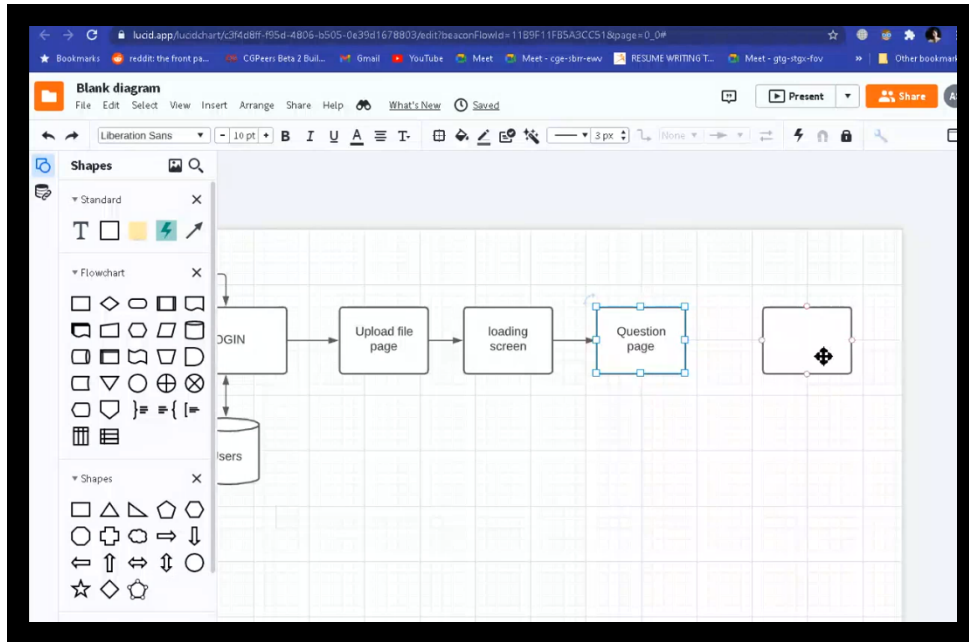 lucid.app/lucidchart/c3f4d8ff-f95d-4806-b505-0e39d1678803/edit?beaconFlowId=11B9F11FB5A3CC51&page=0_0#
Bookmarks reddit: the front pa... CGPeers Beta 2 Buil... Gmail YouTube Meet Meet - cge-sbrr-ewv RESUME WRITING T... Meet - gtg-stgx-fov » Other bookmar
Blank diagram
File Edit Select View Insert Arrange Share Help What's New Saved
Present Share
Liberation Sans - 10 pt + B I U A T 3 px None
Shapes
Standard
T
Flowchart
OGIN
Upload file
page
loading
screen
Question
page
sers
Shapes